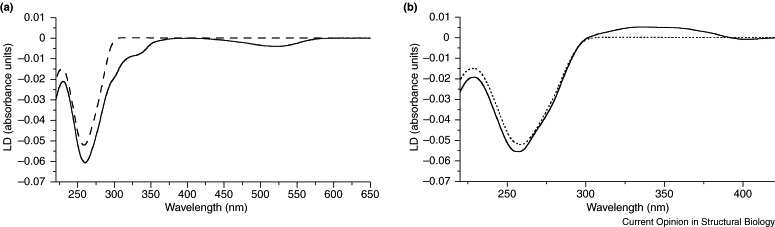 (a)
0.01
0
−0.01
−0.02
−0.03
−0.04
−0.05
−0.06
−0.07
LD (absorbance units)
250 300 350 400 450 500 550 600 650
Wavelength (nm)
(b)
0.01
0
−0.01
−0.02
−0.03
−0.04
−0.05
−0.06
−0.07
LD (absorbance units)
250 300 350 400
Wavelength (nm)
Current Opinion in Structural Biology